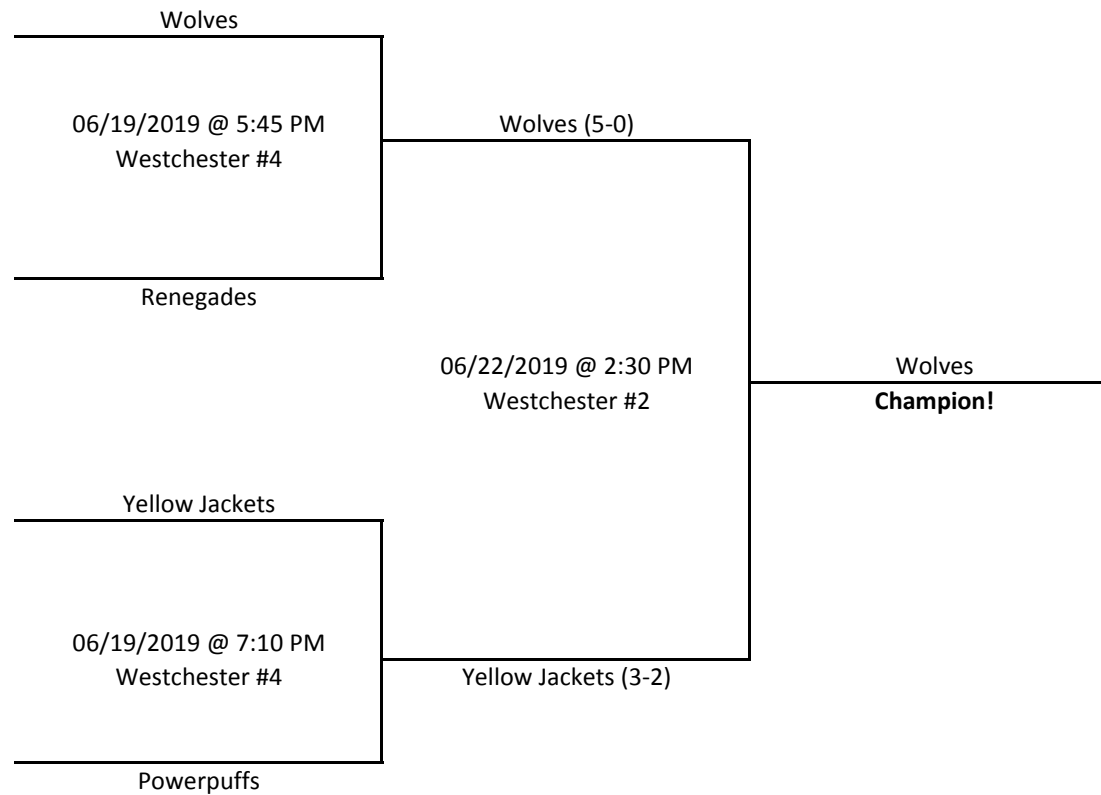 Wolves
06/19/2019 @ 5:45 PM
Westchester #4
Renegades
Wolves (5-0)
06/22/2019 @ 2:30 PM
Westchester #2
Wolves
Champion!
Yellow Jackets
06/19/2019 @ 7:10 PM
Westchester #4
Powerpuffs
Yellow Jackets (3-2)